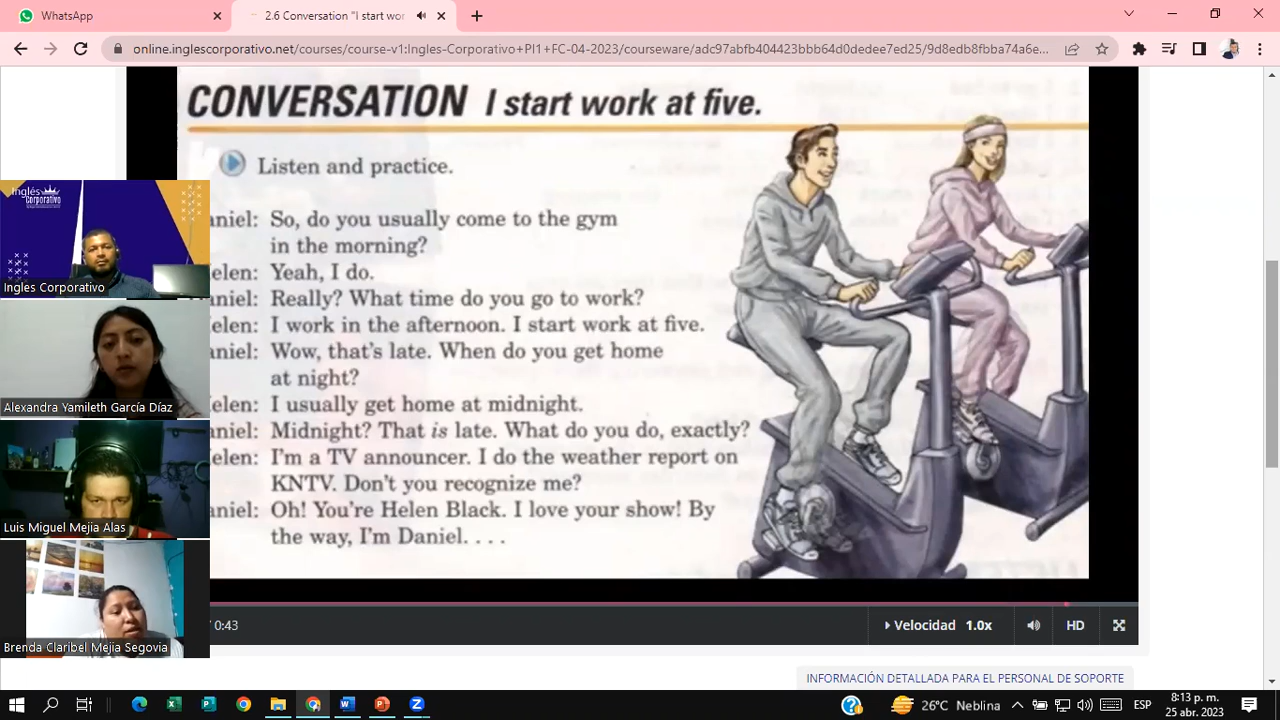 WhatsApp
2.6 Conversation "I start wor
online.inglescorporativo.net/courses/course-v1:Ingles-Corporativo+PI1+FC-04-2023/courseware/adc97abfb404423bbb64d0dedee7ed25/9d8edb8fbba74a6e...
CONVERSATION I start work at five.
Listen and practice.
aniel: So, do you usually come to the gym
in the morning?
elen: Yeah, I do.
aniel: Really? What time do you go to work?
elen: I work in the afternoon. I start work at five.
aniel: Wow, that's late. When do you get home
at night?
elen: I usually get home at midnight.
aniel: Midnight? That is late. What do you do, exactly?
elen: I'm a TV announcer. I do the weather report on
KNTV. Don't you recognize me?
aniel: Oh! You're Helen Black. I love your show! By
the way, I'm Daniel. . . .
Inglés
Corporativo
Ingles Corporativo
Alexandra Yamileth García Díaz
Luis Miguel Mejia Alas
Brenda Claribel Mejia Segovia
/ 0:43
Velocidad 1.0x
HD
INFORMACIÓN DETALLADA PARA EL PERSONAL DE SOPORTE
26°C Neblina
ESP
8:13 p. m.
25 abr. 2023